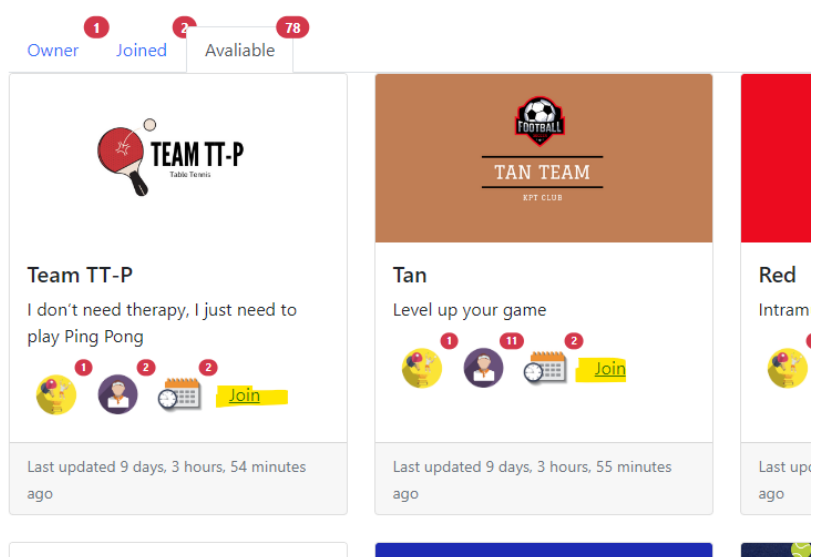 1
2
78
Owner
Joined
Avaliable
TEAM TT-P
Table Tennis
FOOTBALL
TAN TEAM
KPT CLUB
Team TT-P
I don't need therapy, I just need to
play Ping Pong
1
2
2
Join
Last updated 9 days, 3 hours, 54 minutes
ago
Tan
Level up your game
1
11
2
Join
Last updated 9 days, 3 hours, 55 minutes
ago
Red
Intram
Last upd
ago